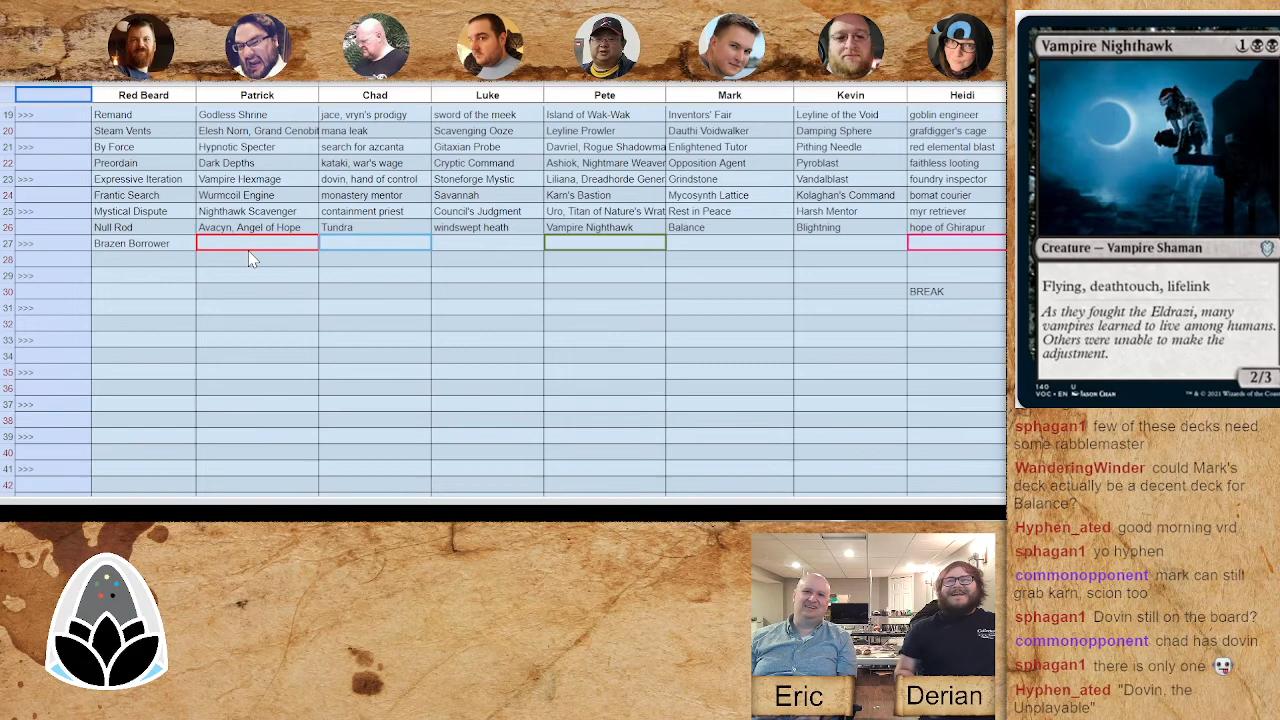 Red Beard Patrick Chad Luke Pete Mark Kevin Heidi
19 >>> Remand Godless Shrine jace, vryn's prodigy sword of the meek Island of Wak-Wak Inventors' Fair Leyline of the Void goblin engineer
20 Steam Vents Elesh Norn, Grand Cenobit mana leak Scavenging Ooze Leyline Prowler Dauthi Voidwalker Damping Sphere grafdigger's cage
21 >>> By Force Hypnotic Specter search for azcanta Gitaxian Probe Davriel, Rogue Shadowma Enlightened Tutor Pithing Needle red elemental blast
22 Preordain Dark Depths kataki, war's wage Cryptic Command Ashiok, Nightmare Weaver Opposition Agent Pyroblast faithless looting
23 >>> Expressive Iteration Vampire Hexmage dovin, hand of control Stoneforge Mystic Liliana, Dreadhorde Gener Grindstone Vandalblast foundry inspector
24 Frantic Search Wurmcoil Engine monastery mentor Savannah Karn's Bastion Mycosynth Lattice Kolaghan's Command bomat courier
25 >>> Mystical Dispute Nighthawk Scavenger containment priest Council's Judgment Uro, Titan of Nature's Wrat Rest in Peace Harsh Mentor myr retriever
26 Null Rod Avacyn, Angel of Hope Tundra windswept heath Vampire Nighthawk Balance Blightning hope of Ghirapur
27 >>> Brazen Borrower
28
29 >>>
30 BREAK
31 >>>
32
33 >>>
34
35 >>>
36
37 >>>
38
39 >>>
40
41 >>>
42
Vampire Nighthawk 1
Creature — Vampire Shaman
Flying, deathtouch, lifelink
As they fought the Eldrazi, many
vampires learned to live among humans.
Others were unable to make the
adjustment.
2/3
140 U
VOC • EN JASON CHAN ™ & © 2021 Wizards of the Coas
sphagan1 few of these decks need
some rabblemaster
WanderingWinder could Mark's
deck actually be a decent deck for
Balance?
Hyphen_ated good morning vrd
sphagan1 yo hyphen
commonopponent mark can still
grab karn, scion too
sphagan1 Dovin still on the board?
commonopponent chad has dovin
sphagan1 there is only one
Hyphen_ated "Dovin, the
Unplayable"
Eric
Derian